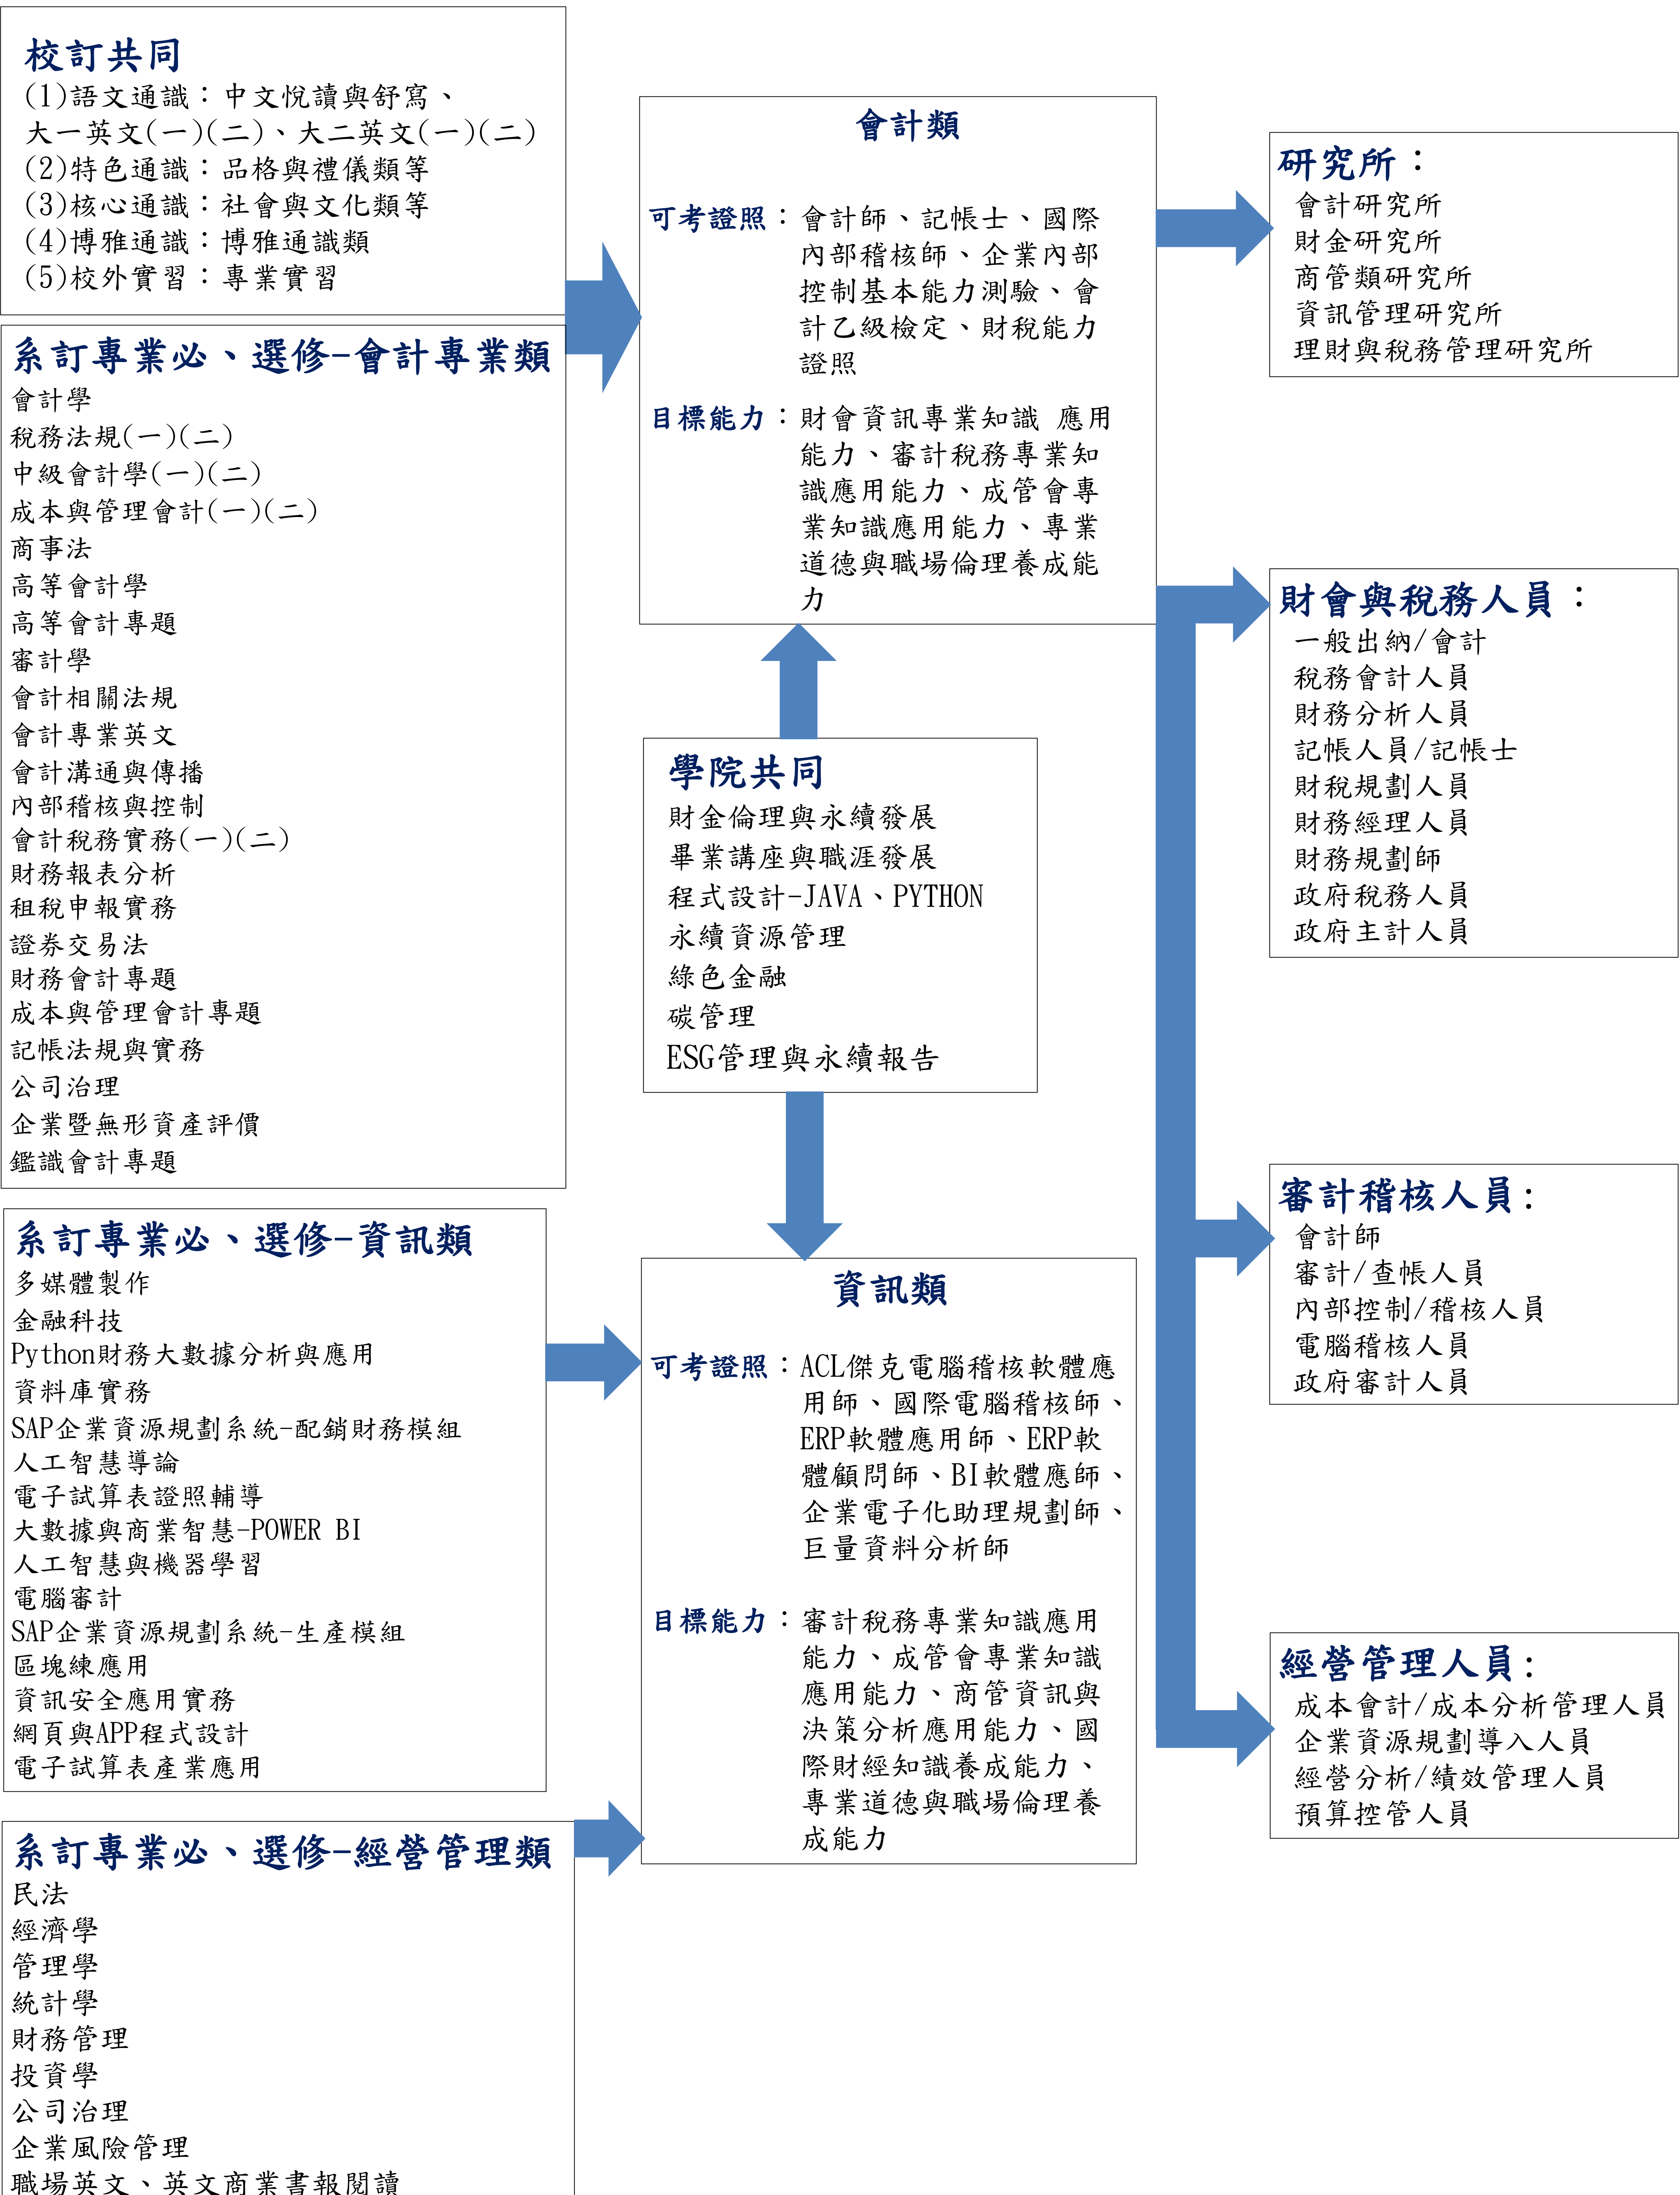 校訂共同
(1)語文通識：中文悅讀與舒寫、
大一英文(一)(二)、大二英文(一)(二)
(2)特色通識：品格與禮儀類等
(3)核心通識：社會與文化類等
(4)博雅通識：博雅通識類
(5)校外實習：專業實習
系訂專業必、選修-會計專業類
會計學
稅務法規(一)(二)
中級會計學(一)(二)
成本與管理會計(一)(二)
商事法
高等會計學
高等會計專題
審計學
會計相關法規
會計專業英文
會計溝通與傳播
內部稽核與控制
會計稅務實務(一)(二)
財務報表分析
租稅申報實務
證券交易法
財務會計專題
成本與管理會計專題
記帳法規與實務
公司治理
企業暨無形資產評價
鑑識會計專題
系訂專業必、選修-資訊類
多媒體製作
金融科技
Python財務大數據分析與應用
資料庫實務
SAP企業資源規劃系統-配銷財務模組
人工智慧導論
電子試算表證照輔導
大數據與商業智慧-POWER BI
人工智慧與機器學習
電腦審計
SAP企業資源規劃系統-生產模組
區塊練應用
資訊安全應用實務
網頁與APP程式設計
電子試算表產業應用
系訂專業必、選修-經營管理類
民法
經濟學
管理學
統計學
財務管理
投資學
公司治理
企業風險管理
職場英文、英文商業書報閱讀
會計類
可考證照：會計師、記帳士、國際
內部稽核師、企業內部
控制基本能力測驗、會
計乙級檢定、財稅能力
證照
目標能力：財會資訊專業知識 應用
能力、審計稅務專業知
識應用能力、成管會專
業知識應用能力、專業
道德與職場倫理養成能
力
學院共同
財金倫理與永續發展
畢業講座與職涯發展
程式設計-JAVA、PYTHON
永續資源管理
綠色金融
碳管理
ESG管理與永續報告
資訊類
可考證照：ACL傑克電腦稽核軟體應
用師、國際電腦稽核師、
ERP軟體應用師、ERP軟
體顧問師、BI軟體應師、
企業電子化助理規劃師、
巨量資料分析師
目標能力：審計稅務專業知識應用
能力、成管會專業知識
應用能力、商管資訊與
決策分析應用能力、國
際財經知識養成能力、
專業道德與職場倫理養
成能力
研究所：
會計研究所
財金研究所
商管類研究所
資訊管理研究所
理財與稅務管理研究所
財會與稅務人員：
一般出納/會計
稅務會計人員
財務分析人員
記帳人員/記帳士
財稅規劃人員
財務經理人員
財務規劃師
政府稅務人員
政府主計人員
審計稽核人員:
會計師
審計/查帳人員
內部控制/稽核人員
電腦稽核人員
政府審計人員
經營管理人員:
成本會計/成本分析管理人員
企業資源規劃導入人員
經營分析/績效管理人員
預算控管人員